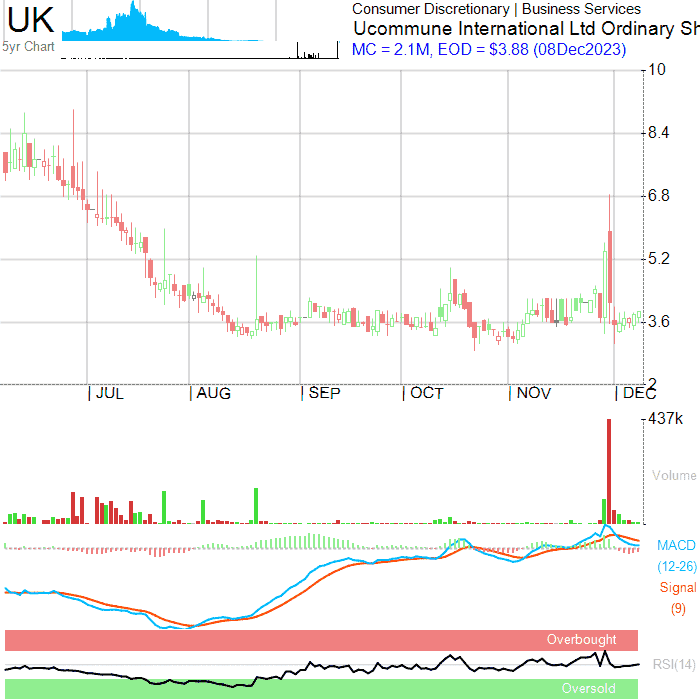 UK
5yr Chart
Consumer Discretionary | Business Services
Ucommune International Ltd Ordinary Sh
MC = 2.1M, EOD = $3.88 (08Dec2023)
10
8.4
6.8
5.2
3.6
2
JUL AUG SEP OCT NOV DEC
437k
Volume
MACD
(12-26)
Signal
(9)
Overbought
RSI(14)
Oversold